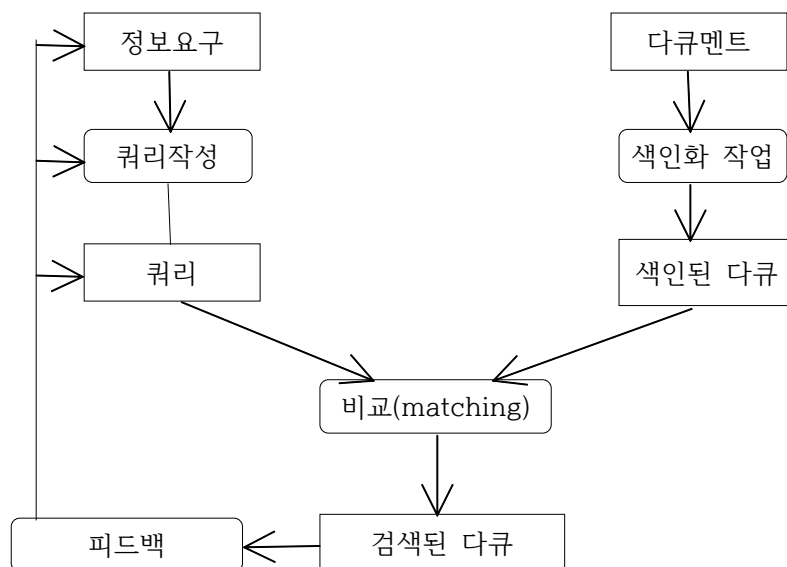 정보요구
다큐멘트
쿼리작성
색인화 작업
쿼리
색인된 다큐
비교(matching)
피드백
검색된 다큐